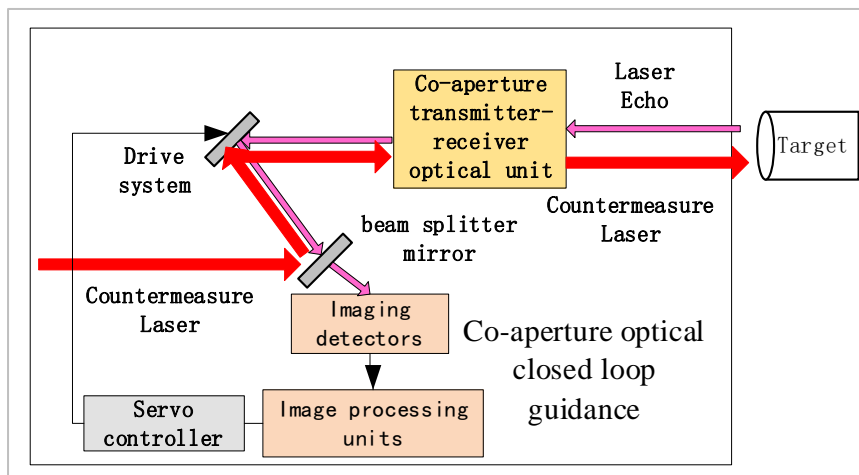 Laser
Echo
Co-aperture
transmitter-
receiver
optical unit
Target
Drive
system
Countermeasure
Laser
beam splitter
mirror
Countermeasure
Laser
Imaging
detectors
Co-aperture optical
closed loop
guidance
Servo
controller
Image processing
units